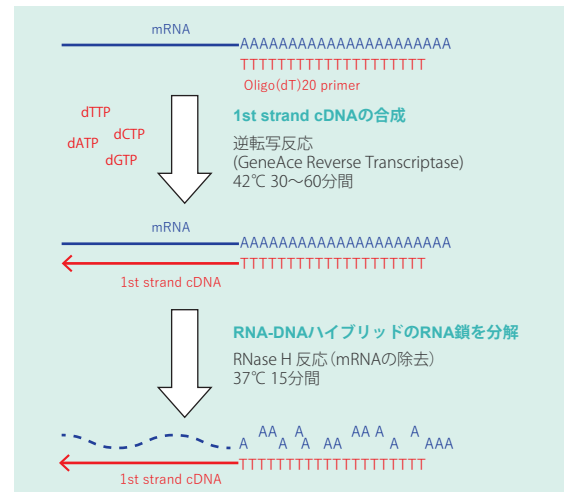 mRNA
AAAAAAAAAAAAAAAAAAAAAA
TTTTTTTTTTTTTTTTTTTT
Oligo(dT)20 primer
dTTP
dCTP
dATP
dGTP
1st strand cDNAの合成
逆転写反応
(GeneAce Reverse Transcriptase)
42℃ 30〜60分間
mRNA
AAAAAAAAAAAAAAAAAAAAAA
TTTTTTTTTTTTTTTTTTTT
1st strand cDNA
RNA-DNAハイブリッドのRNA鎖を分解
RNase H 反応（mRNAの除去）
37℃ 15分間
A AA A A A AA AA A A A AAA
TTTTTTTTTTTTTTTTTTTT
1st strand cDNA